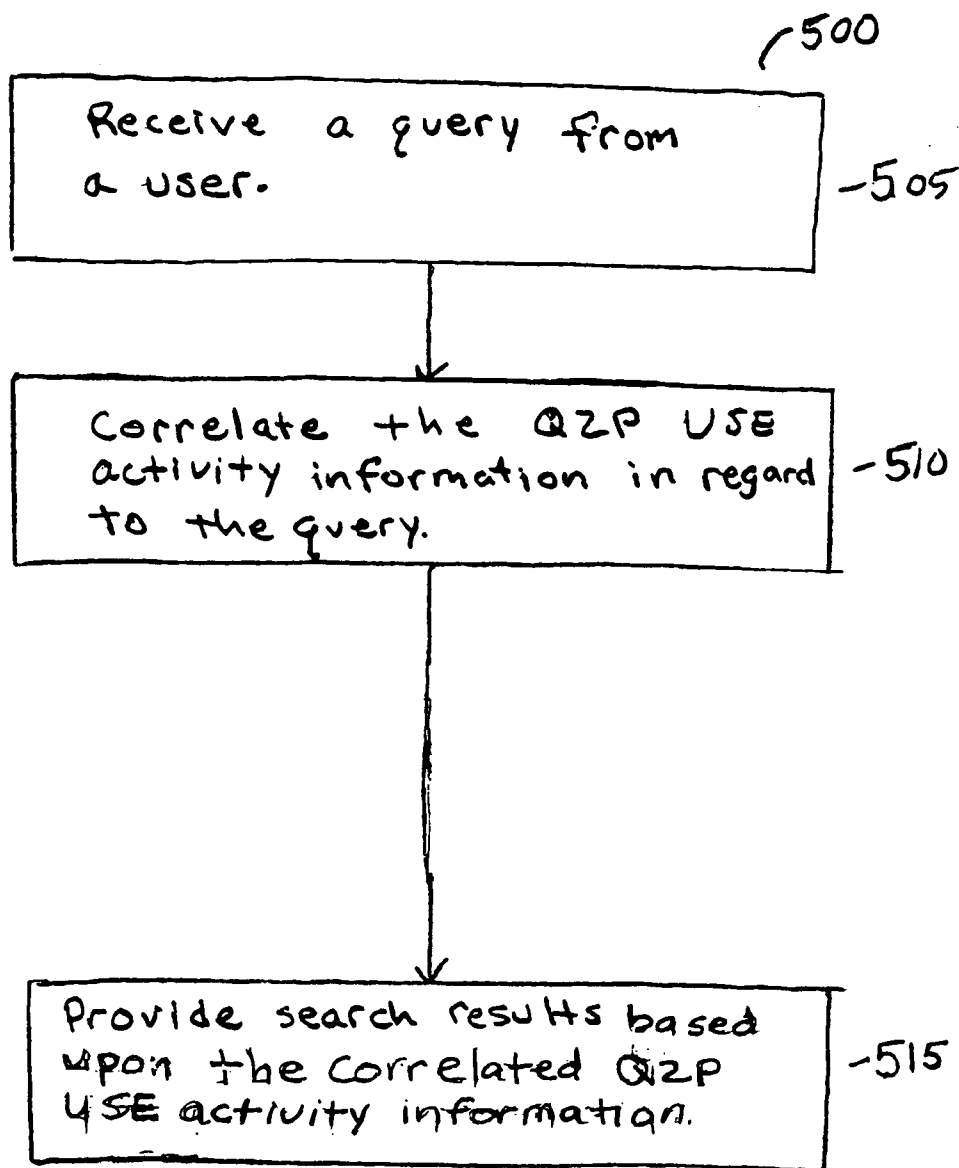 500
Receive a query from
a user.
-505
Correlate the Q2P USE
activity information in regard
to the query.
-510
Provide search results based
upon the correlated Q2P
USE activity information.
-515